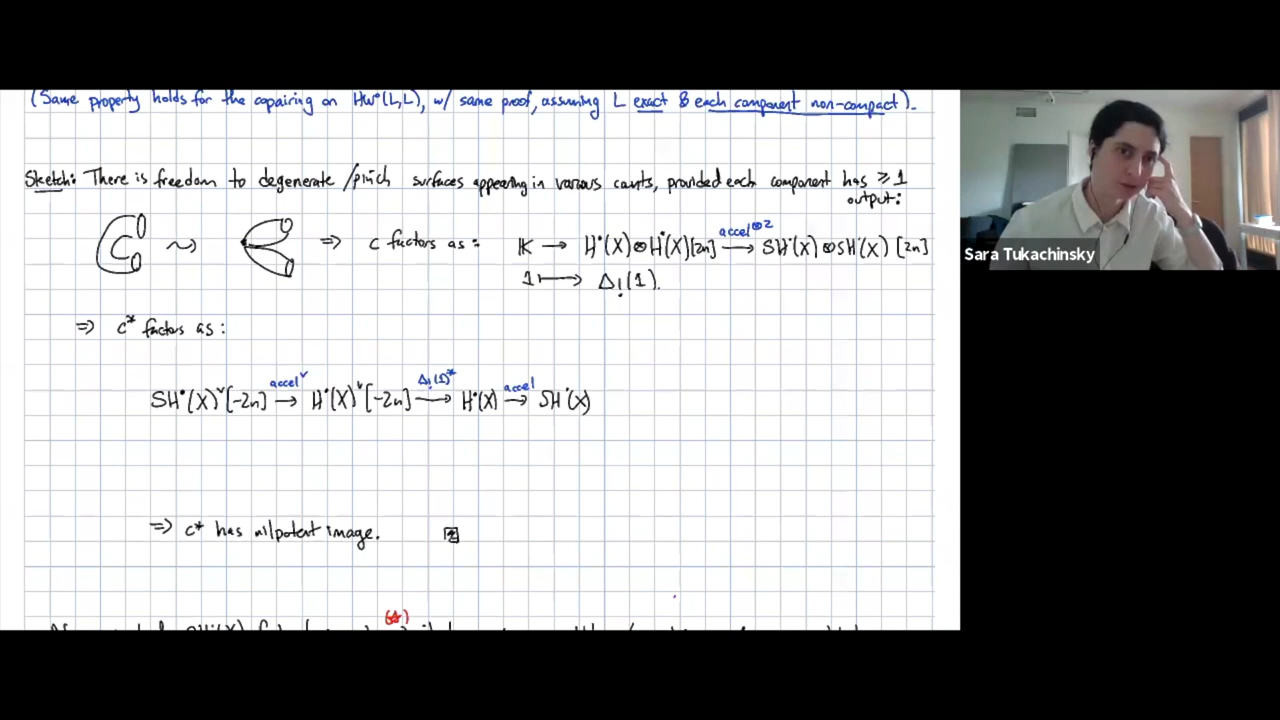 (Same property holds for the copairing on HW•(L,L), w/ same proof, assuming L exact & each component non-compact).
Sketch: There is freedom to degenerate/pinch surfaces appearing in various counts, provided each component has ≥1 output:
⇝ ⇒ c factors as: K → H•(X)⊗H•(X)[2n] accel⊗2 → SH•(X)⊗SH•(X)[2n]
1 ↦ Δ!(1).
⇒ c* factors as:
SH•(X)ᵛ[-2n] accelᵛ → H•(X)ᵛ[-2n] Δ!(1)* → H•(X) accel → SH•(X)
⇒ c* has nilpotent image.
Sara Tukachinsky